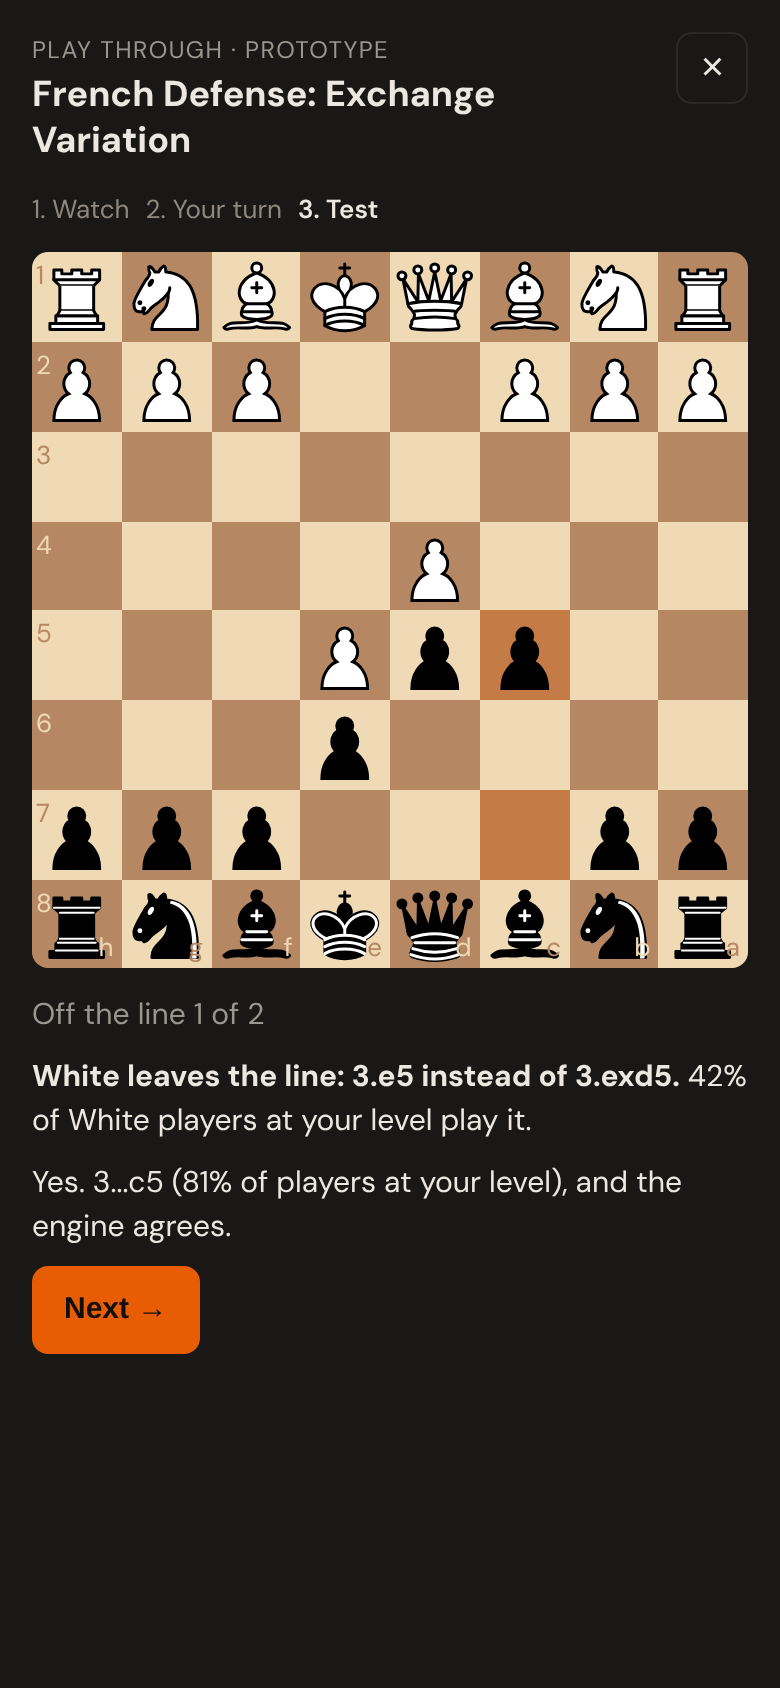 PLAY THROUGH · PROTOTYPE
×
French Defense: Exchange
Variation
1. Watch 2. Your turn 3. Test
1
2
3
4
5
6
7
8
h g f e d c b a
Off the line 1 of 2
White leaves the line: 3.e5 instead of 3.exd5. 42%
of White players at your level play it.
Yes. 3...c5 (81% of players at your level), and the
engine agrees.
Next →